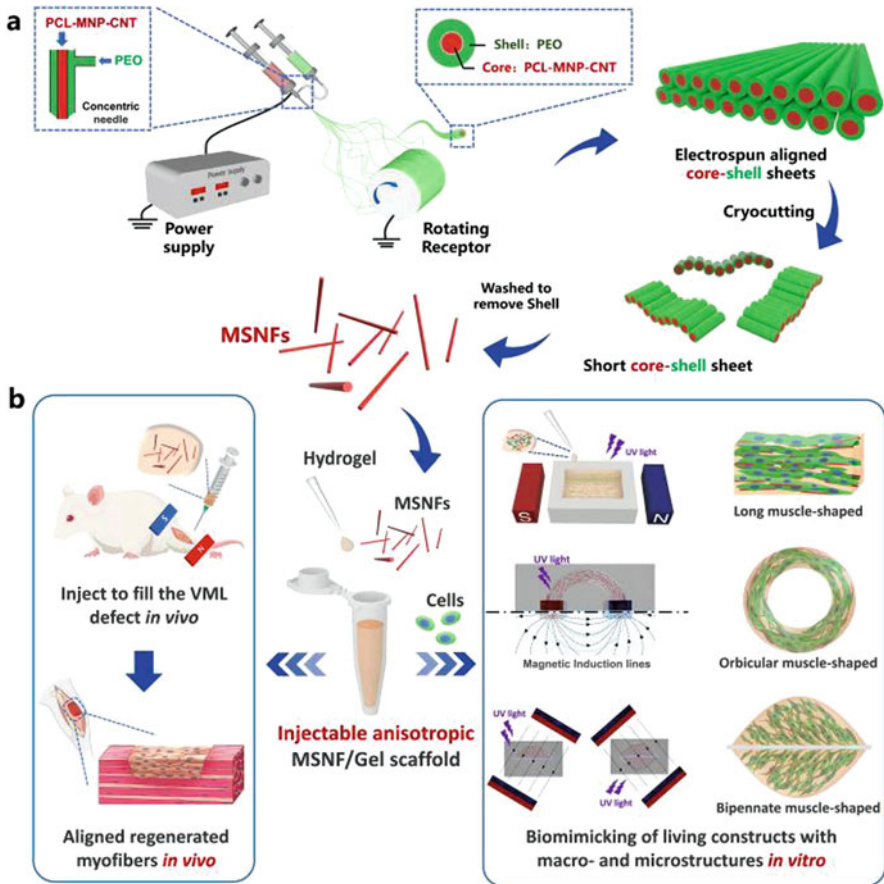 a
PCL-MNP-CNT
PEO
Concentric
needle
Power Supply
Power
supply
Rotating
Receptor
Shell: PEO
Core: PCL-MNP-CNT
Electrospun aligned
core-shell sheets
Cryocutting
Short core-shell sheet
Washed to
remove Shell
MSNFs
b
S
N
Inject to fill the VML
defect in vivo
Aligned regenerated
myofibers in vivo
Hydrogel
MSNFs
Cells
Injectable anisotropic
MSNF/Gel scaffold
UV light
S
N
Long muscle-shaped
UV light
Magnetic Induction lines
Orbicular muscle-shaped
UV light
UV light
Bipennate muscle-shaped
Biomimicking of living constructs with
macro- and microstructures in vitro